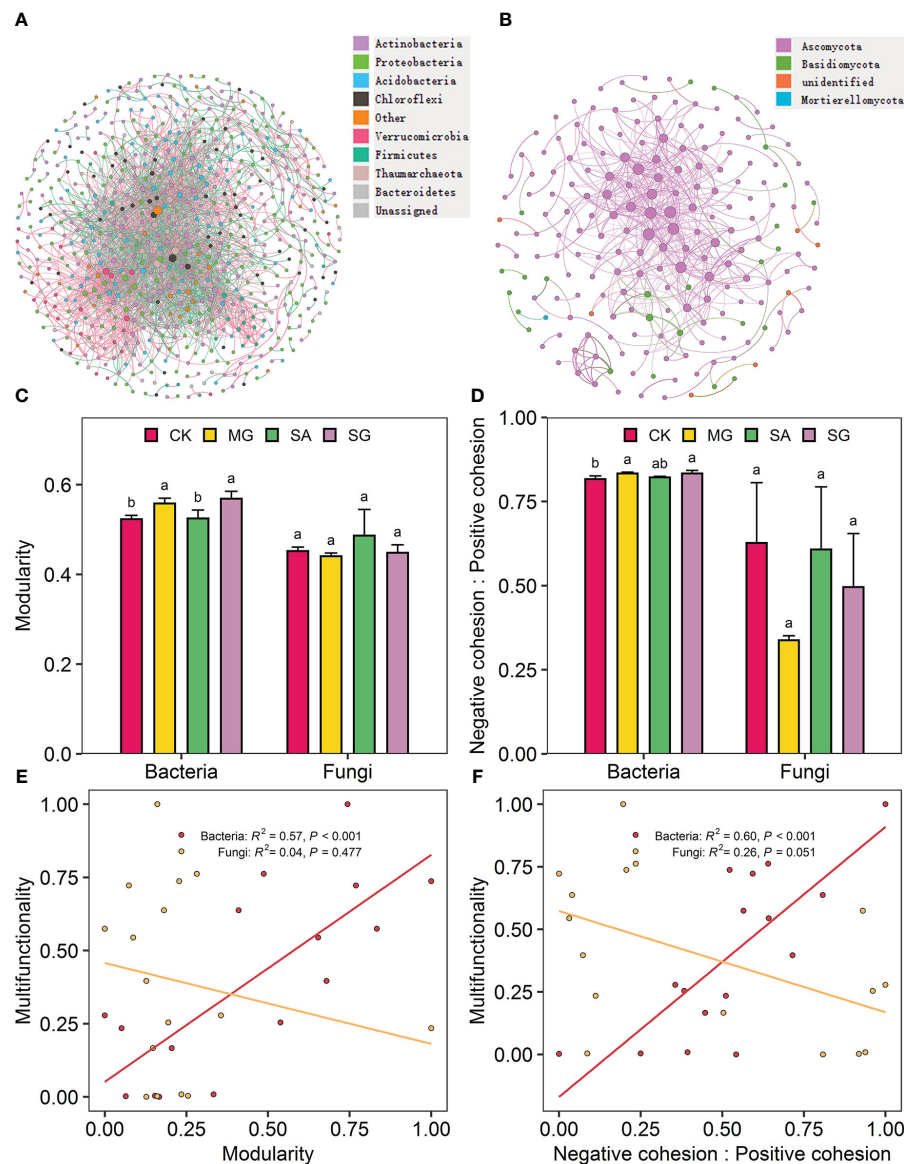 A
Actinobacteria
Proteobacteria
Acidobacteria
Chloroflexi
Other
Verrucomicrobia
Firmicutes
Thaumarchaeota
Bacteroidetes
Unassigned
B
Ascomycota
Basidiomycota
unidentified
Mortierellomycota
C
CK MG SA SG
b a b a a a a a
Modularity
0.6
0.4
0.2
0.0
Bacteria Fungi
D
CK MG SA SG
b a ab a a a a a
Negative cohesion : Positive cohesion
1.00
0.75
0.50
0.25
0.00
Bacteria Fungi
E
Bacteria: R² = 0.57, P < 0.001
Fungi: R² = 0.04, P = 0.477
Multifunctionality
1.00
0.75
0.50
0.25
0.00
0.00 0.25 0.50 0.75 1.00
Modularity
F
Bacteria: R² = 0.60, P < 0.001
Fungi: R² = 0.26, P = 0.051
Multifunctionality
1.00
0.75
0.50
0.25
0.00
0.00 0.25 0.50 0.75 1.00
Negative cohesion : Positive cohesion